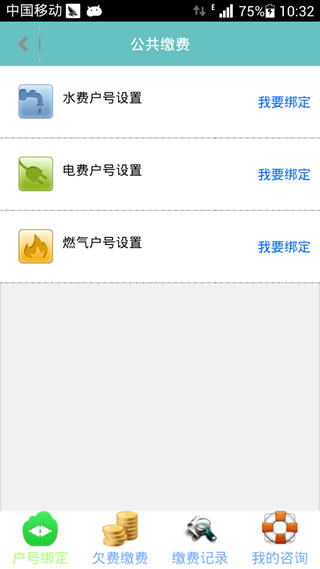 中国移动 E 75% 10:32
公共缴费
水费户号设置
我要绑定
电费户号设置
我要绑定
燃气户号设置
我要绑定
户号绑定 欠费缴费 缴费记录 我的咨询